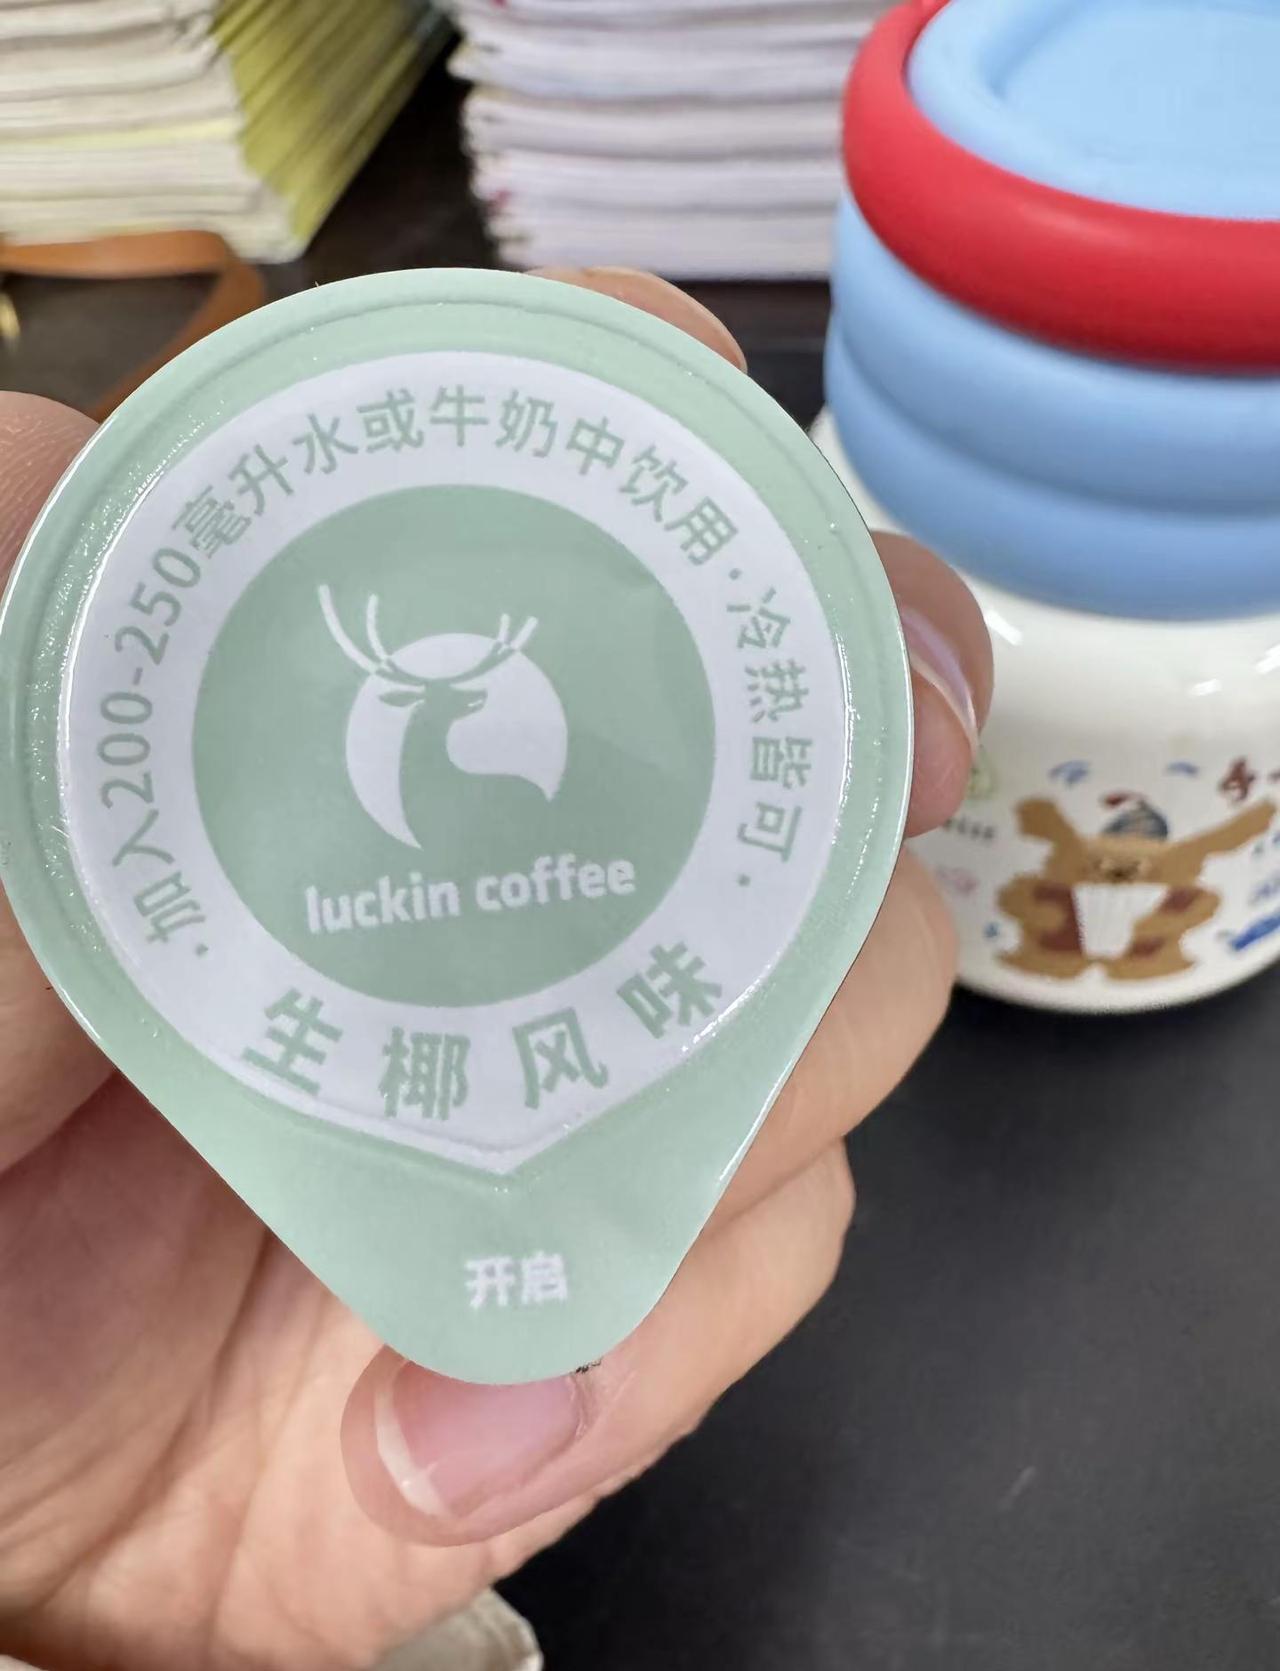 ·加入200-250毫升水或牛奶中饮用·冷热皆可·
luckin coffee
生椰风味
开启